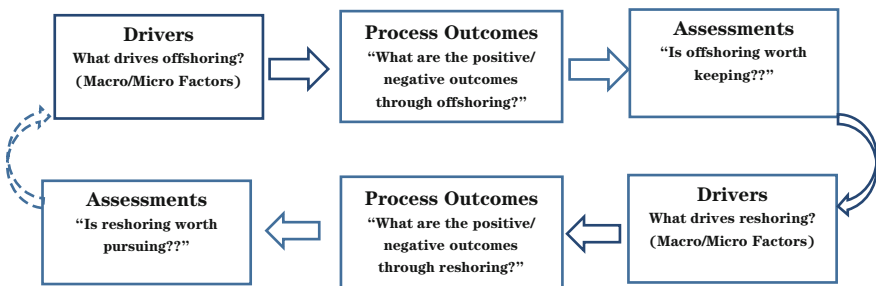 Drivers
What drives offshoring?
(Macro/Micro Factors)
Process Outcomes
“What are the positive/
negative outcomes
through offshoring?”
Assessments
“Is offshoring worth
keeping??”
Assessments
“Is reshoring worth
pursuing??”
Process Outcomes
“What are the positive/
negative outcomes
through reshoring?”
Drivers
What drives reshoring?
(Macro/Micro Factors)